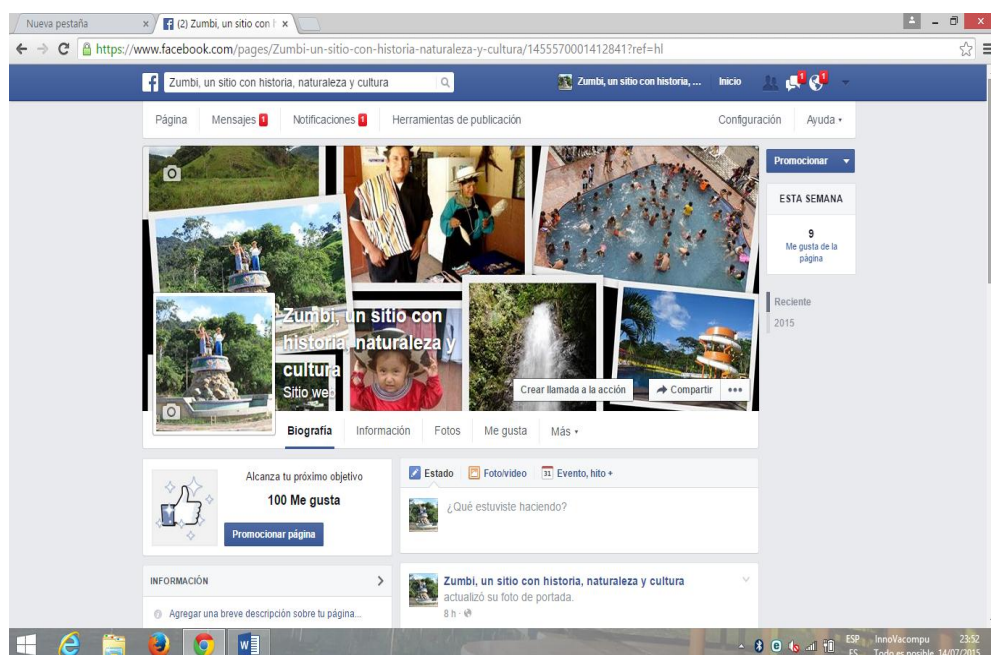 Nueva pestaña
(2) Zumbi, un sitio con h
https://www.facebook.com/pages/Zumbi-un-sitio-con-historia-naturaleza-y-cultura/1455570001412841?ref=hl
Zumbi, un sitio con historia, naturaleza y cultura
Zumbi, un sitio con historia, ...
Inicio
1
1
Página
Mensajes 1
Notificaciones 1
Herramientas de publicación
Configuración
Ayuda
Promocionar
ESTA SEMANA
9
Me gusta de la
página
Reciente
2015
Zumbi, un sitio con
historia, naturaleza y
cultura
Sitio web
Crear llamada a la acción
Compartir
Biografía
Información
Fotos
Me gusta
Más
Alcanza tu próximo objetivo
100 Me gusta
Promocionar página
Estado
Foto/video
31 Evento, hito +
¿Qué estuviste haciendo?
INFORMACIÓN
Agregar una breve descripción sobre tu página...
Zumbi, un sitio con historia, naturaleza y cultura
actualizó su foto de portada.
8 h
ESP
ES
InnoVacompu
Todo es posible
23:52
14/07/2015